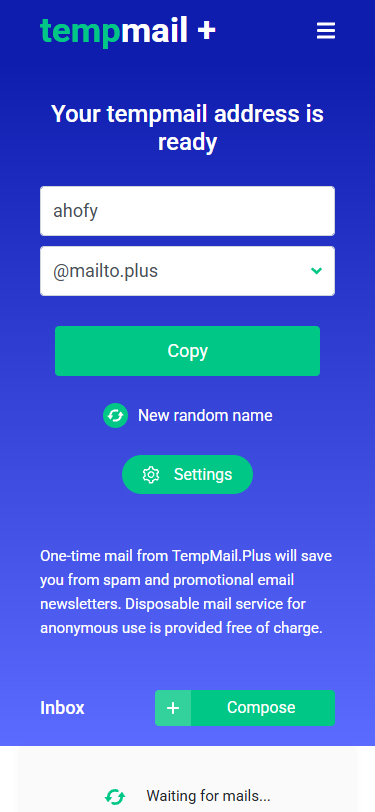 tempmail +
Your tempmail address is
ready
ahofy
@mailto.plus
Copy
New random name
Settings
One-time mail from TempMail.Plus will save
you from spam and promotional email
newsletters. Disposable mail service for
anonymous use is provided free of charge.
Inbox
+ Compose
Waiting for mails...